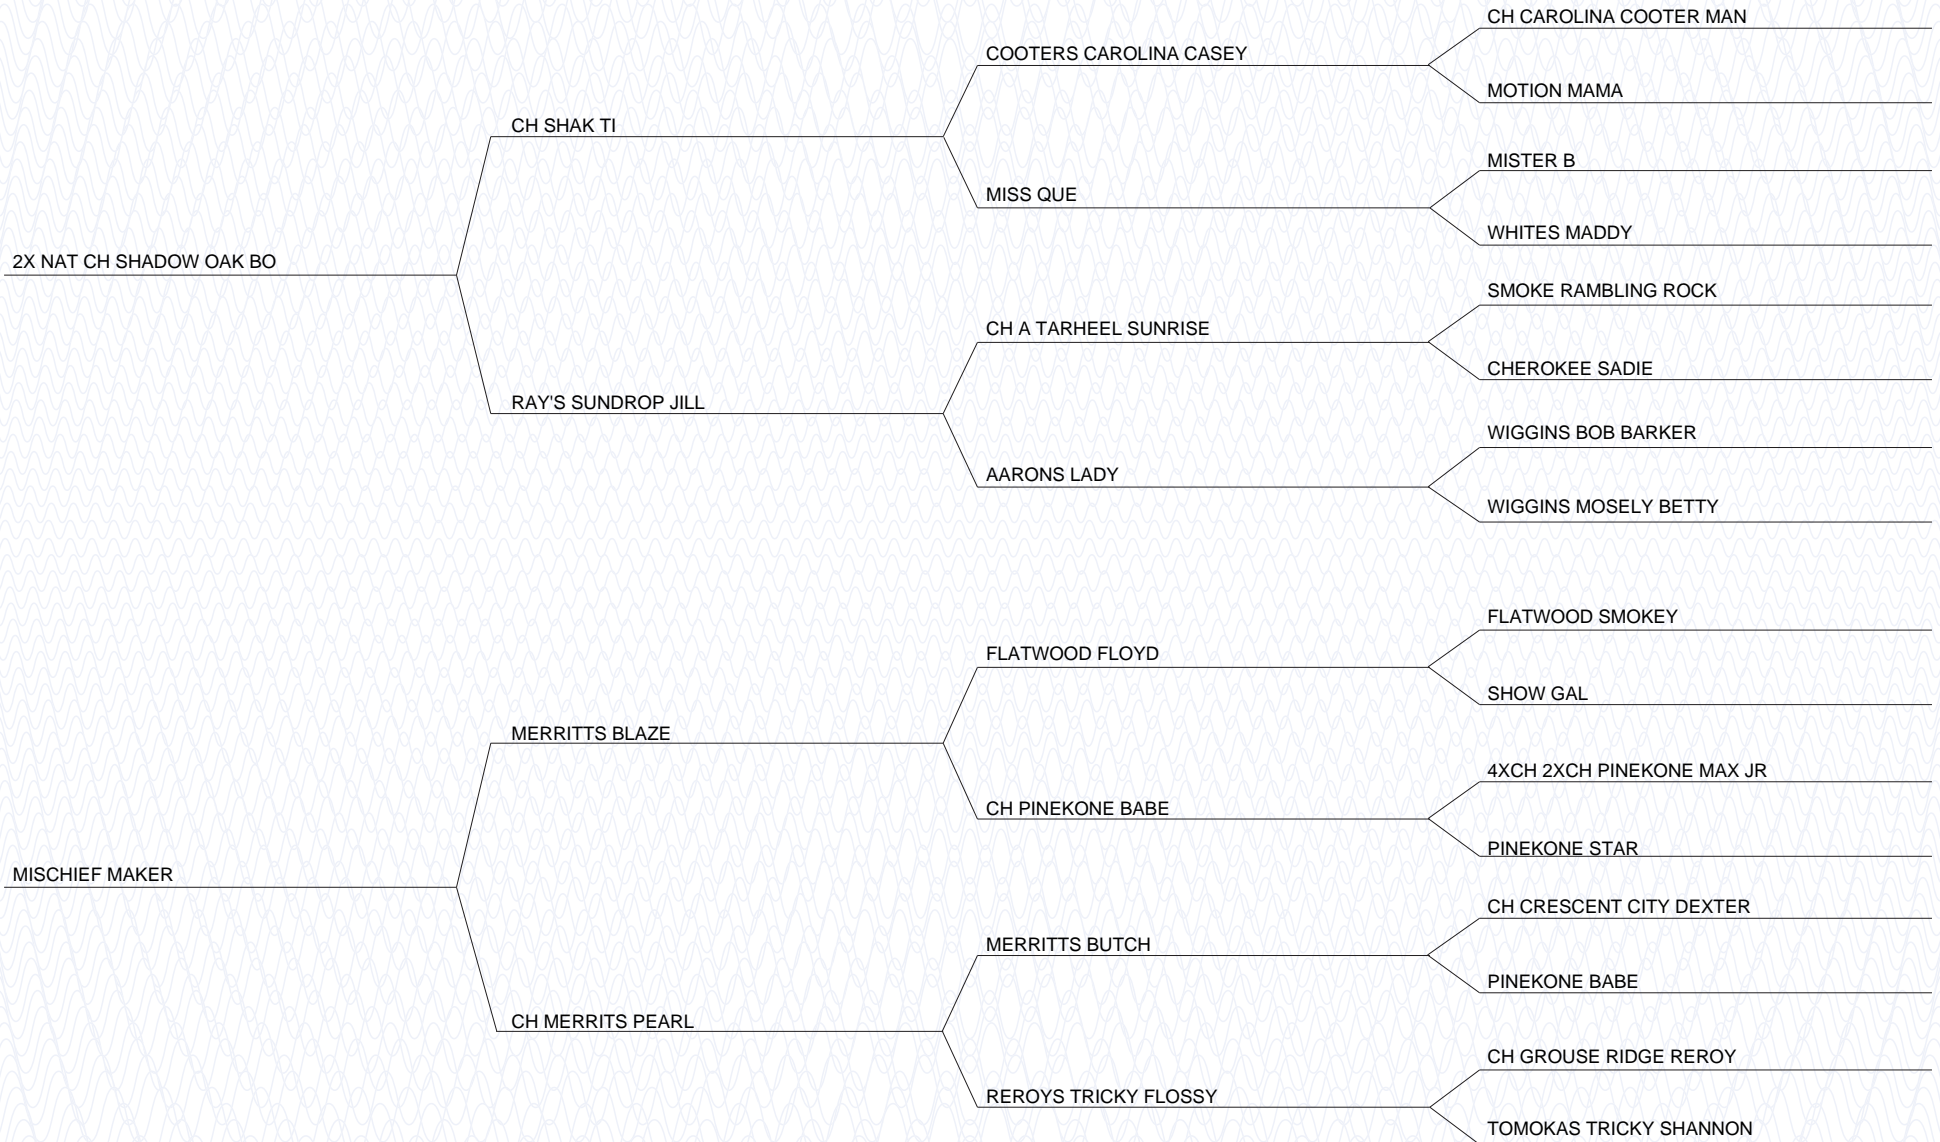 CH CAROLINA COOTER MAN
COOTERS CAROLINA CASEY
MOTION MAMA
CH SHAK TI
MISTER B
MISS QUE
WHITES MADDY
2X NAT CH SHADOW OAK BO
SMOKE RAMBLING ROCK
CH A TARHEEL SUNRISE
CHEROKEE SADIE
RAY'S SUNDROP JILL
WIGGINS BOB BARKER
AARONS LADY
WIGGINS MOSELY BETTY
FLATWOOD SMOKEY
FLATWOOD FLOYD
SHOW GAL
MERRITTS BLAZE
4XCH 2XCH PINEKONE MAX JR
CH PINEKONE BABE
PINEKONE STAR
MISCHIEF MAKER
CH CRESCENT CITY DEXTER
MERRITTS BUTCH
PINEKONE BABE
CH MERRITS PEARL
CH GROUSE RIDGE REROY
REROYS TRICKY FLOSSY
TOMOKAS TRICKY SHANNON